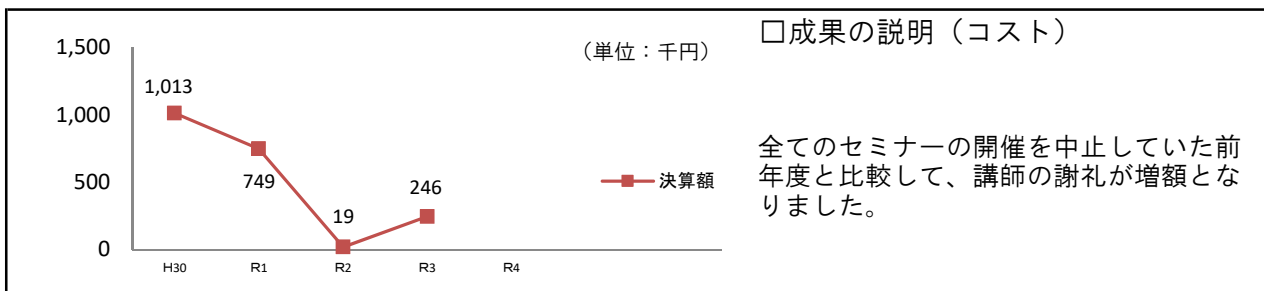 1,500
1,000
500
0
(単位：千円)
1,013
749
19
246
決算額
H30
R1
R2
R3
R4
□成果の説明（コスト）
全てのセミナーの開催を中止していた前
年度と比較して、講師の謝礼が増額とな
りました。